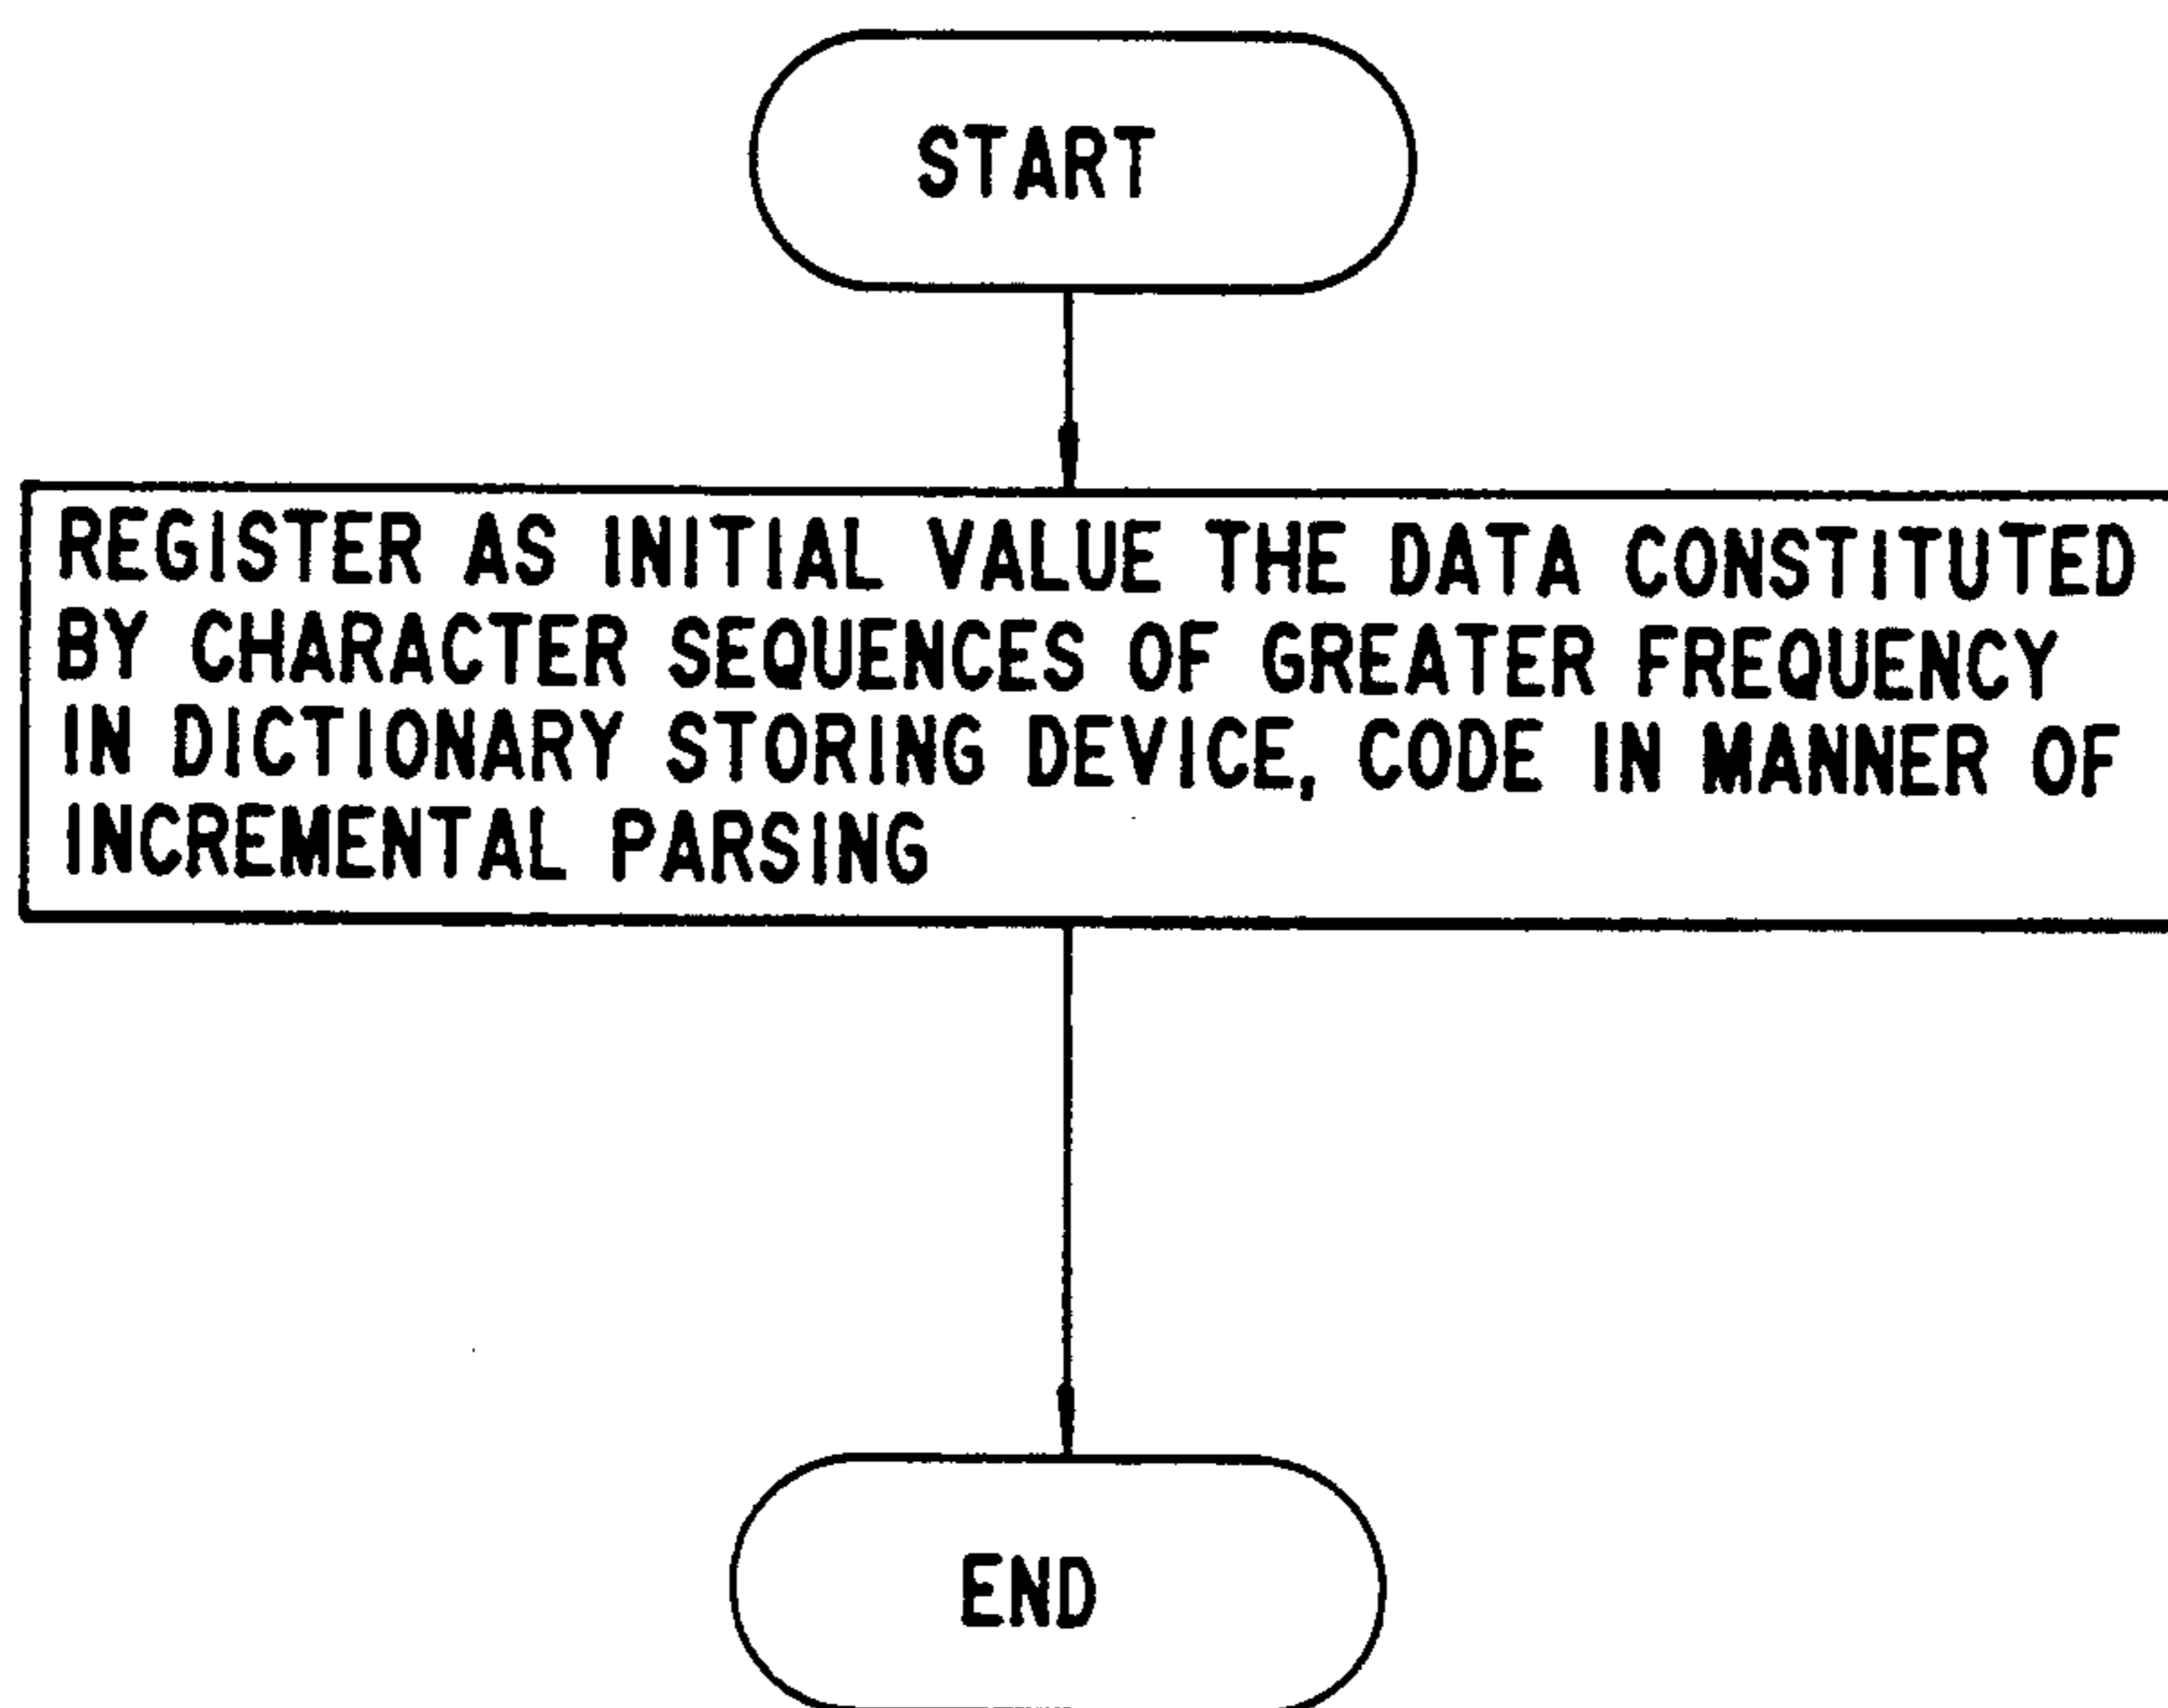 START
REGISTER AS INITIAL VALUE THE DATA CONSTITUTED
BY CHARACTER SEQUENCES OF GREATER FREQUENCY
IN DICTIONARY STORING DEVICE, CODE IN MANNER OF
INCREMENTAL PARSING
END